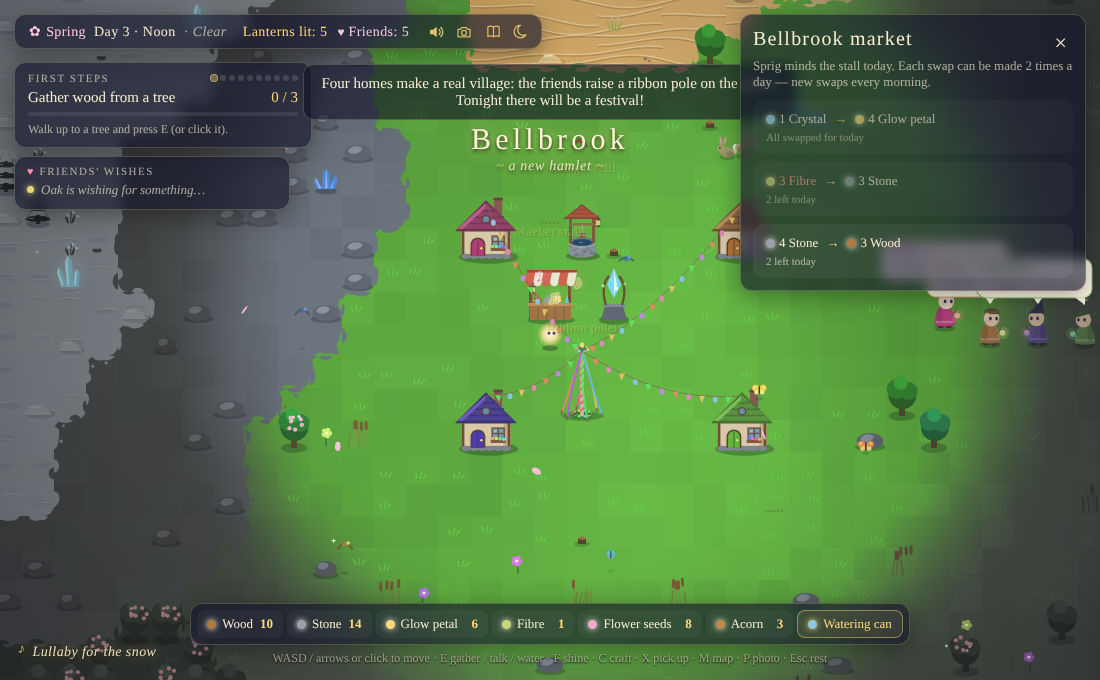 ✿ Spring Day 3 · Noon · Clear Lanterns lit: 5 ♥ Friends: 5
FIRST STEPS
Gather wood from a tree 0 / 3
Walk up to a tree and press E (or click it).
♥ FRIENDS' WISHES
Oak is wishing for something…
Four homes make a real village: the friends raise a ribbon pole on the
Tonight there will be a festival!
Bellbrook
~ a new hamlet ~
Market stall
Ribbon pole!
Bellbrook market ×
Sprig minds the stall today. Each swap can be made 2 times a
day — new swaps every morning.
1 Crystal → 4 Glow petal
All swapped for today
3 Fibre → 3 Stone
2 left today
4 Stone → 3 Wood
2 left today
Wood 10 Stone 14 Glow petal 6 Fibre 1 Flower seeds 8 Acorn 3 Watering can
♪ Lullaby for the snow
WASD / arrows or click to move · E gather / talk / water · F shine · C craft · X pick up · M map · P photo · Esc rest